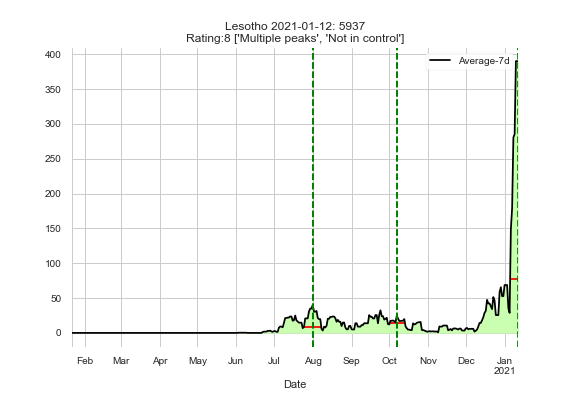 Lesotho 2021-01-12: 5937
Rating:8 ['Multiple peaks', 'Not in control']
Average-7d
400
350
300
250
200
150
100
50
0
Feb Mar Apr May Jun Jul Aug Sep Oct Nov Dec Jan
2021
Date